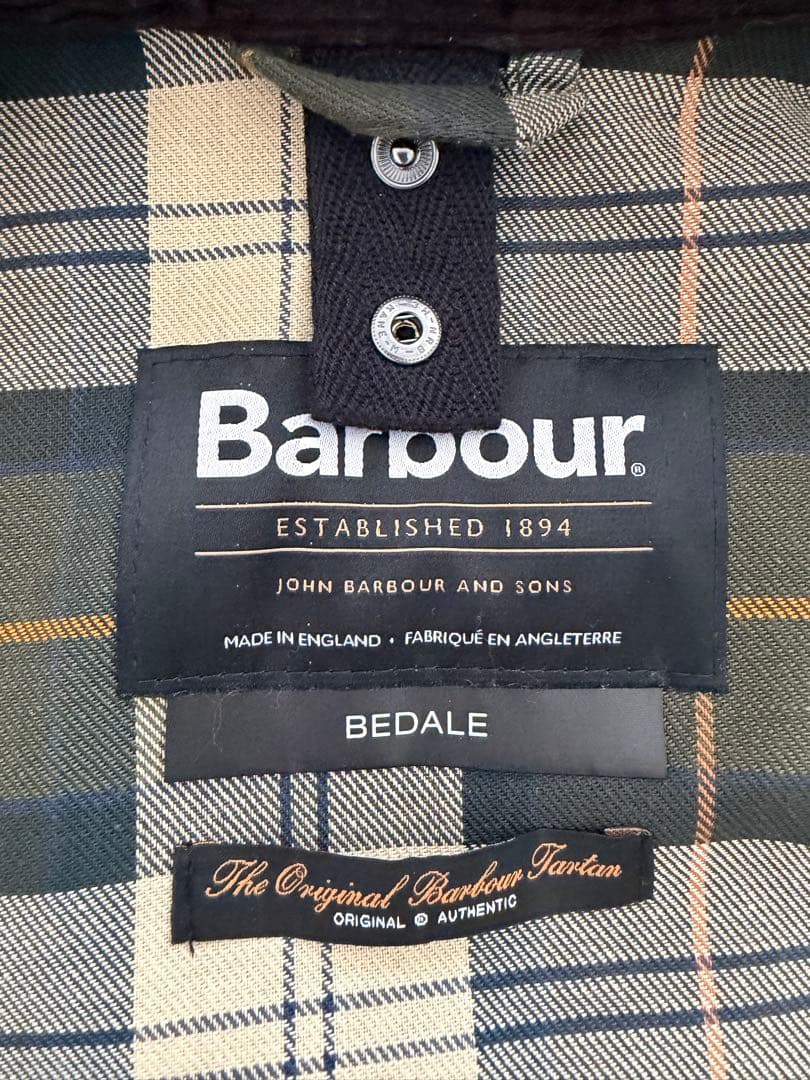 Barbour®
ESTABLISHED 1894
JOHN BARBOUR AND SONS
MADE IN ENGLAND • FABRIQUÉ EN ANGLETERRE
BEDALE
The Original Barbour Tartan
ORIGINAL ® AUTHENTIC